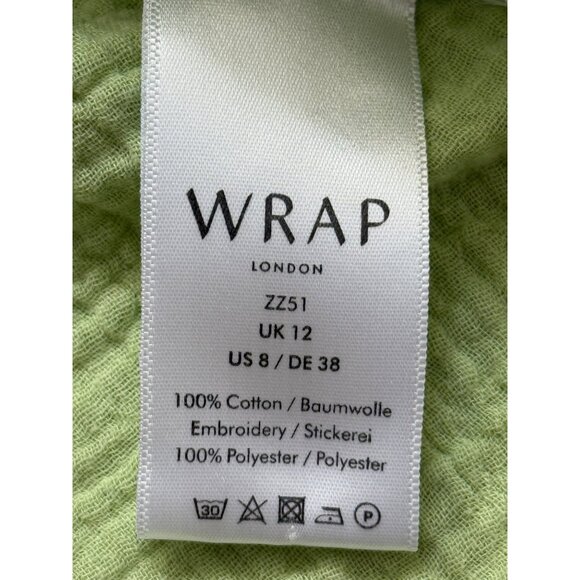 WRAP
LONDON
ZZ51
UK 12
US 8 / DE 38
100% Cotton / Baumwolle
Embroidery / Stickerei
100% Polyester / Polyester
30 P